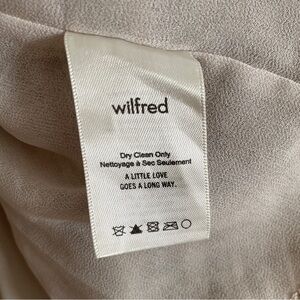 wilfred
Dry Clean Only
Nettoyage à Sec Seulement
A LITTLE LOVE
GOES A LONG WAY.